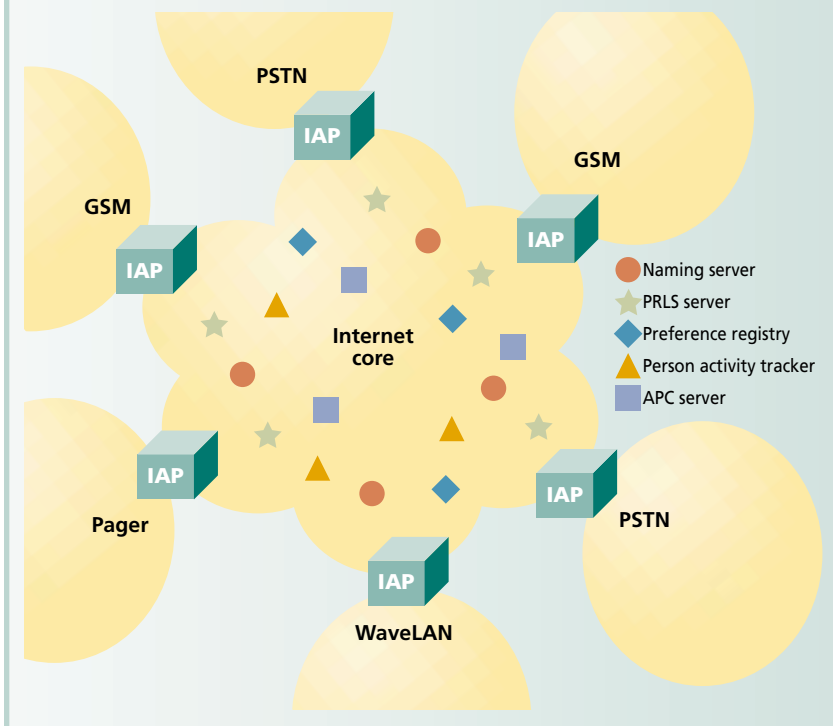 PSTN
IAP
GSM
GSM
IAP
IAP
Naming server
PRLS server
Preference registry
Person activity tracker
APC server
Internet
core
IAP
Pager
IAP
PSTN
IAP
WaveLAN